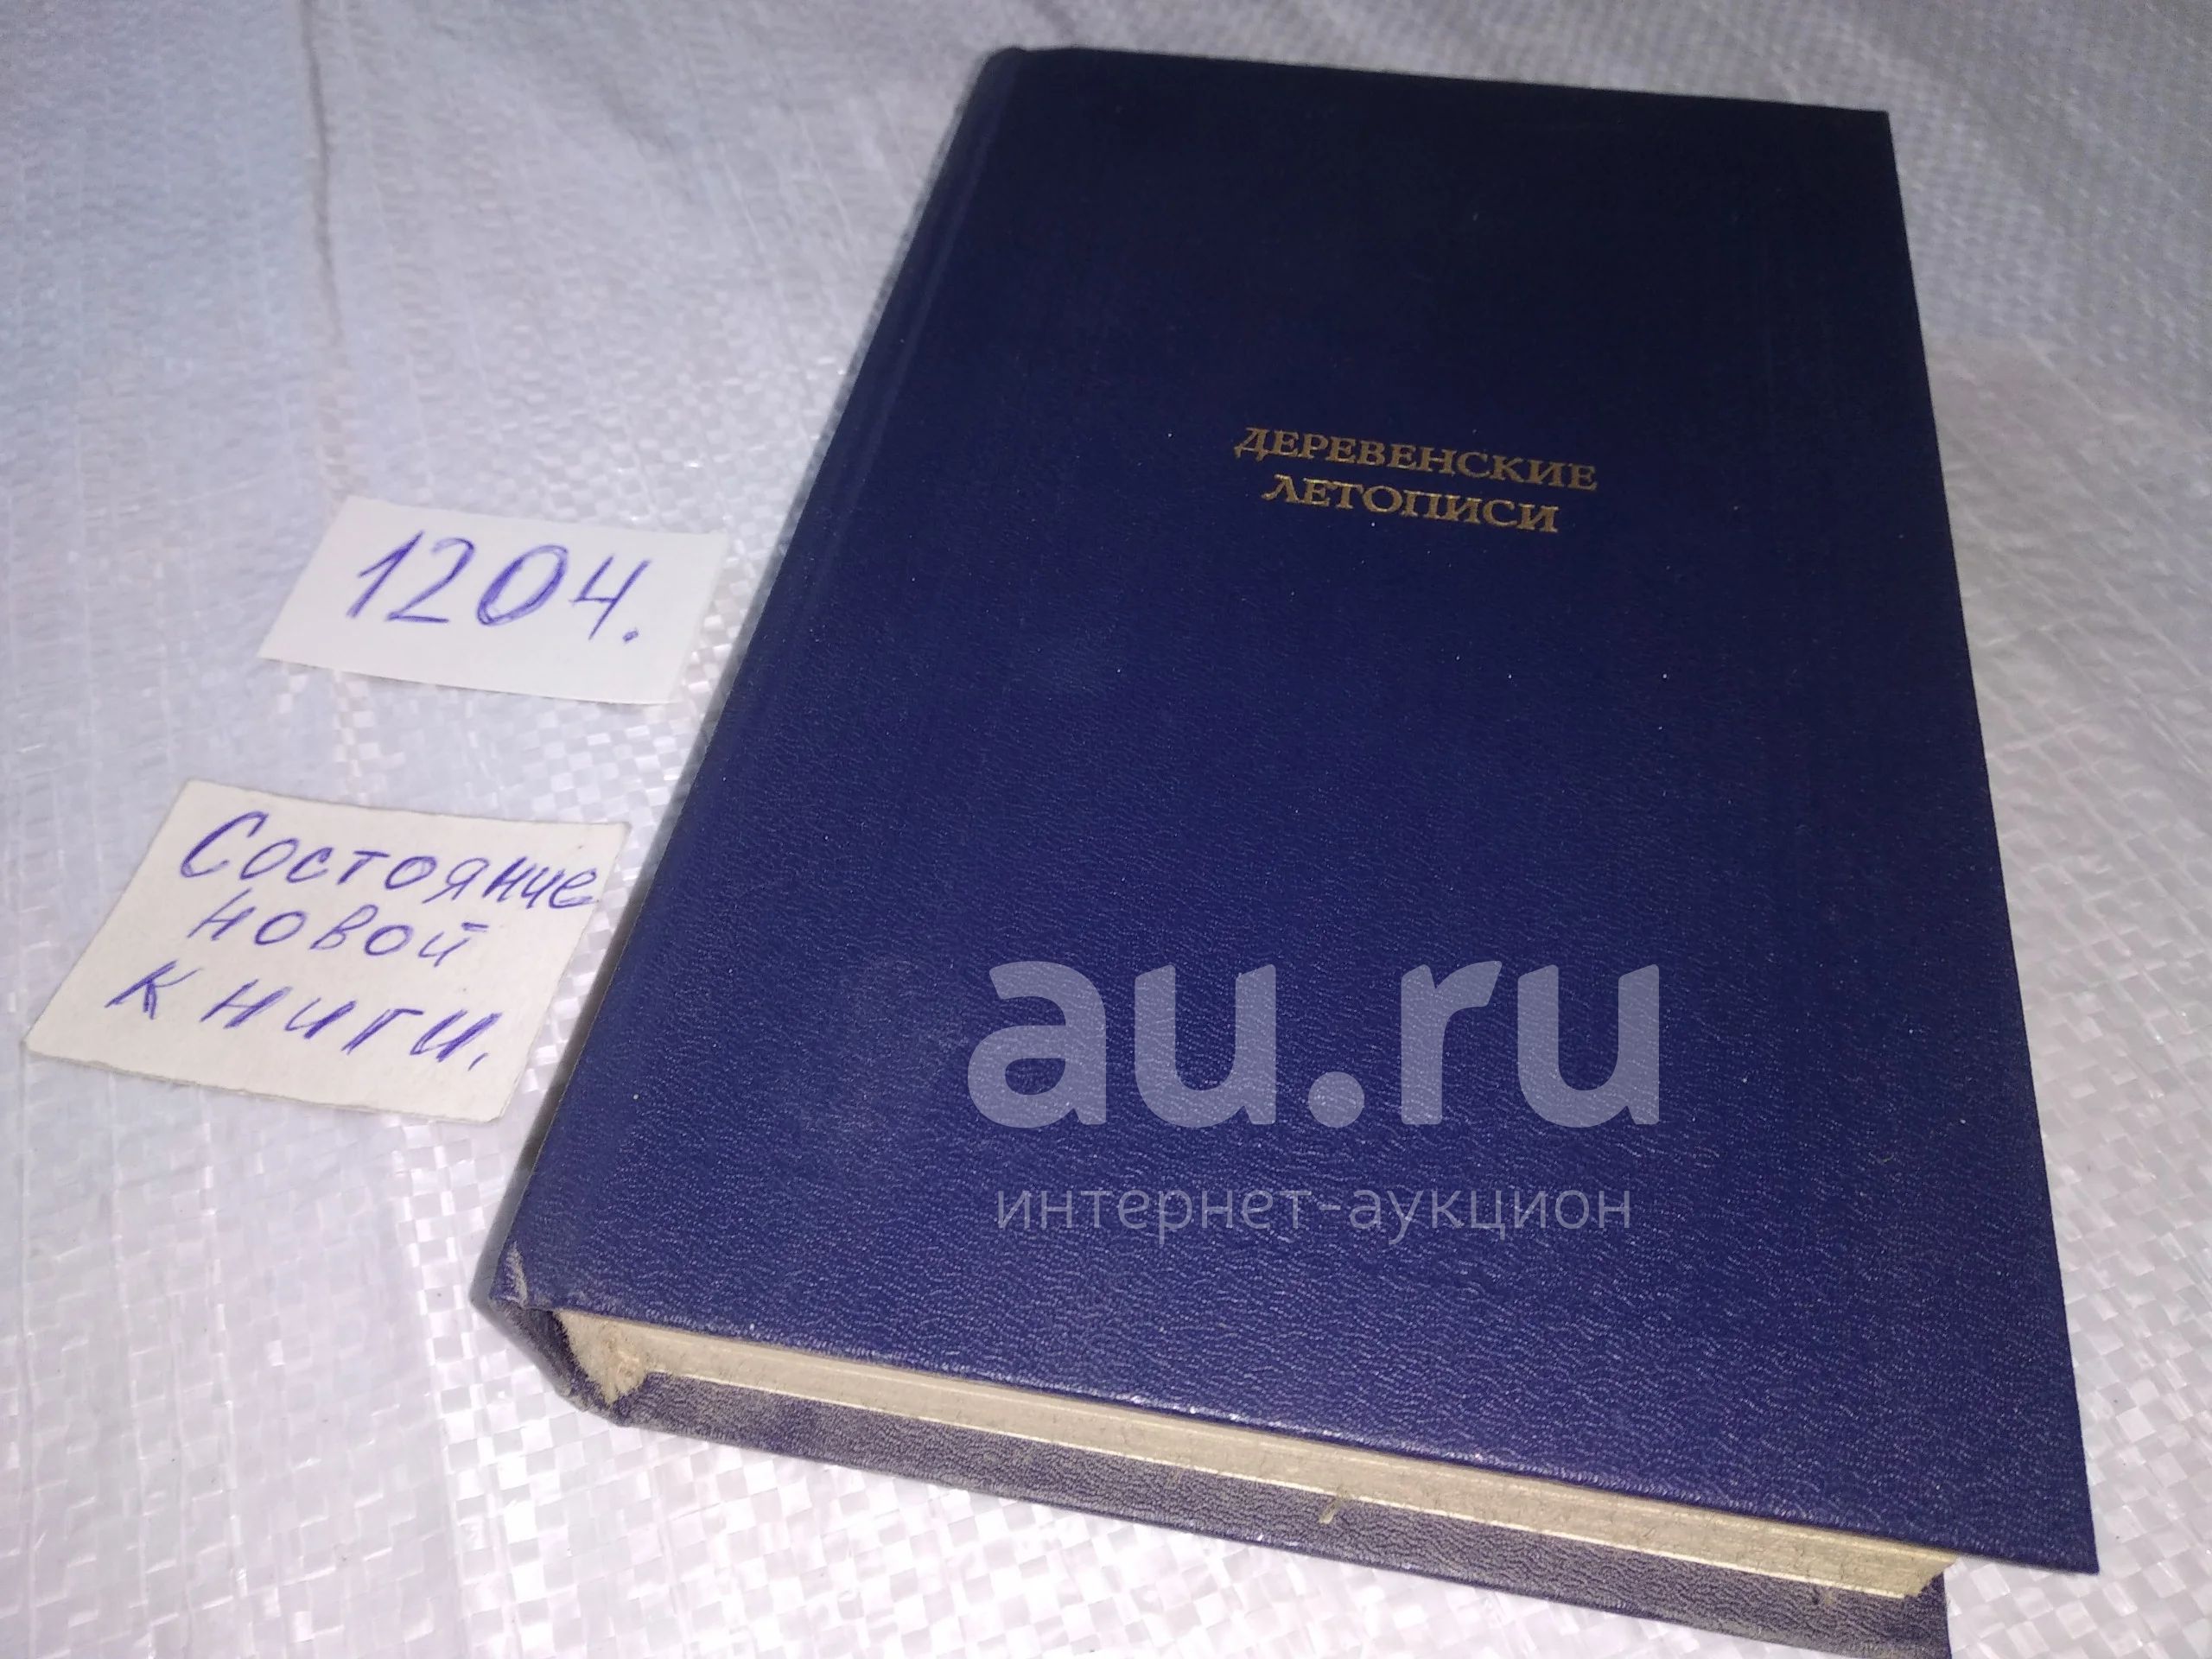 ДЕРЕВЕНСКИЕ
ЛЕТОПИСИ
1204.
Состояние
новой
книги.
au.ru
интернет-аукцион